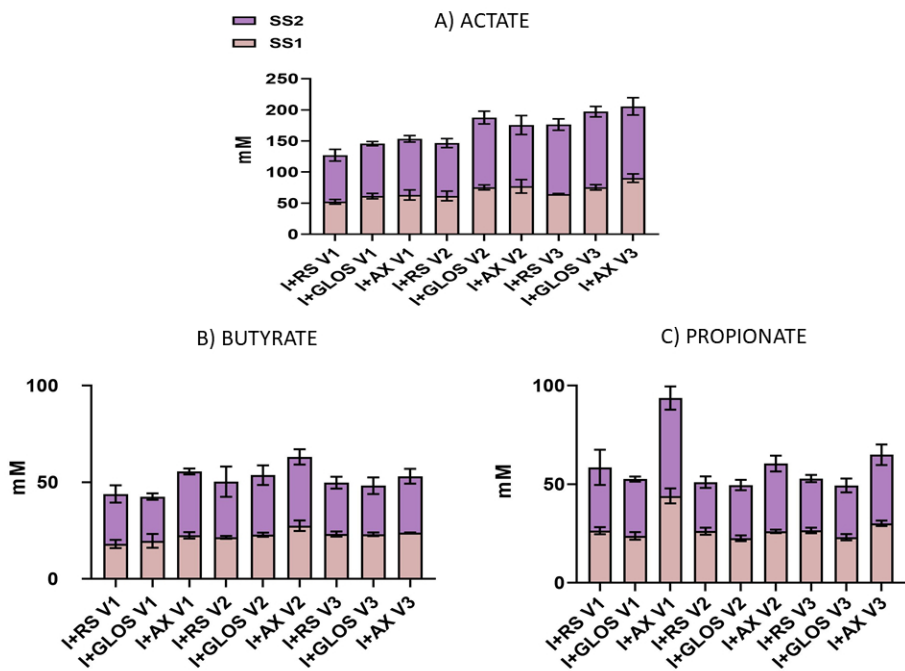 SS2
SS1
A) ACTATE
250
200
150
100
50
0
mM
I+RS V1
I+GLOS V1
I+AX V1
I+RS V2
I+GLOS V2
I+AX V2
I+RS V3
I+GLOS V3
I+AX V3
B) BUTYRATE
100
50
0
mM
I+RS V1
I+GLOS V1
I+AX V1
I+RS V2
I+GLOS V2
I+AX V2
I+RS V3
I+GLOS V3
I+AX V3
C) PROPIONATE
100
50
0
mM
I+RS V1
I+GLOS V1
I+AX V1
I+RS V2
I+GLOS V2
I+AX V2
I+RS V3
I+GLOS V3
I+AX V3